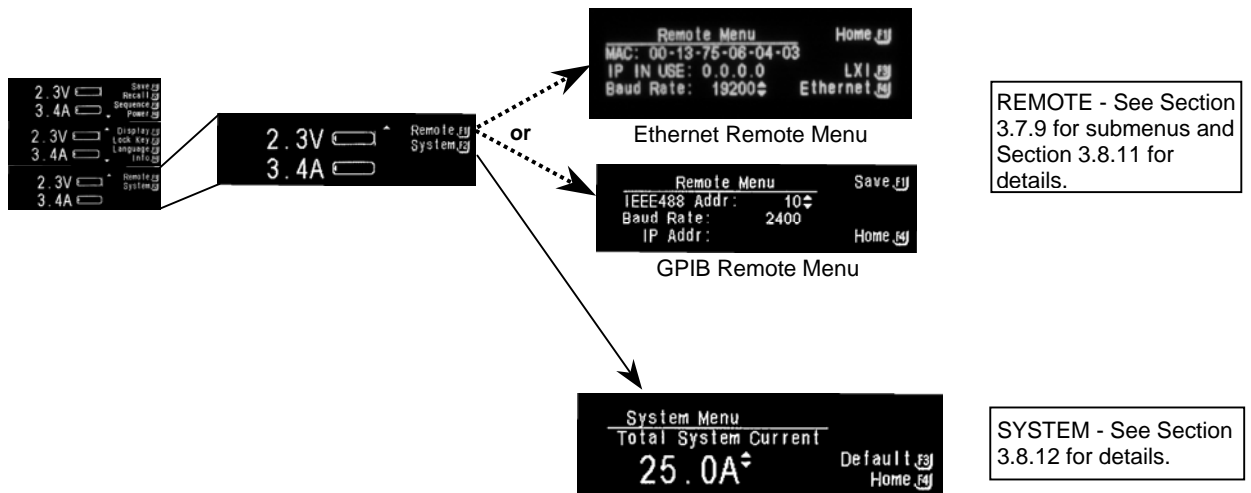 2.3V Save F1
Recall F2
3.4A Sequence F3
Power F4
2.3V Display F1
Lock Key F2
3.4A Language F3
Info F4
2.3V Remote F1
System F2
3.4A
2.3V Remote F1
System F2
3.4A
or
Remote Menu Home F1
MAC: 00-13-75-06-04-03
IP IN USE: 0.0.0.0 LXI F3
Baud Rate: 19200 Ethernet F4
Ethernet Remote Menu
Remote Menu Save F1
IEEE488 Addr: 10
Baud Rate: 2400
IP Addr: Home F4
GPIB Remote Menu
REMOTE - See Section
3.7.9 for submenus and
Section 3.8.11 for
details.
System Menu
Total System Current
25.0A Default F3
Home F4
SYSTEM - See Section
3.8.12 for details.